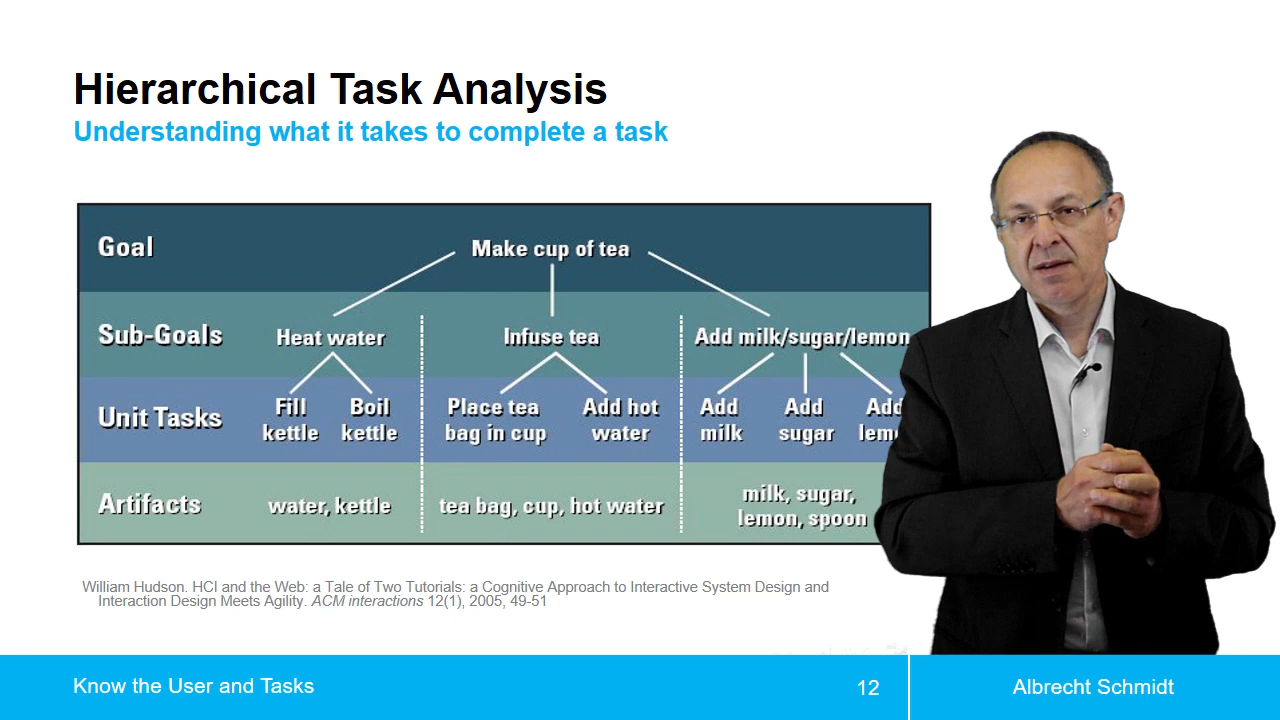 Hierarchical Task Analysis
Understanding what it takes to complete a task
Goal
Make cup of tea
Sub-Goals
Heat water
Infuse tea
Add milk/sugar/lemon
Unit Tasks
Fill
kettle
Boil
kettle
Place tea
bag in cup
Add hot
water
Add
milk
Add
sugar
Add
Artifacts
water, kettle
tea bag, cup, hot water
milk, sugar,
lemon, spoon
William Hudson. HCI and the Web: a Tale of Two Tutorials: a Cognitive Approach to Interactive System Design and
Interaction Design Meets Agility. ACM interactions 12(1), 2005, 49-51
Know the User and Tasks
12
Albrecht Schmidt